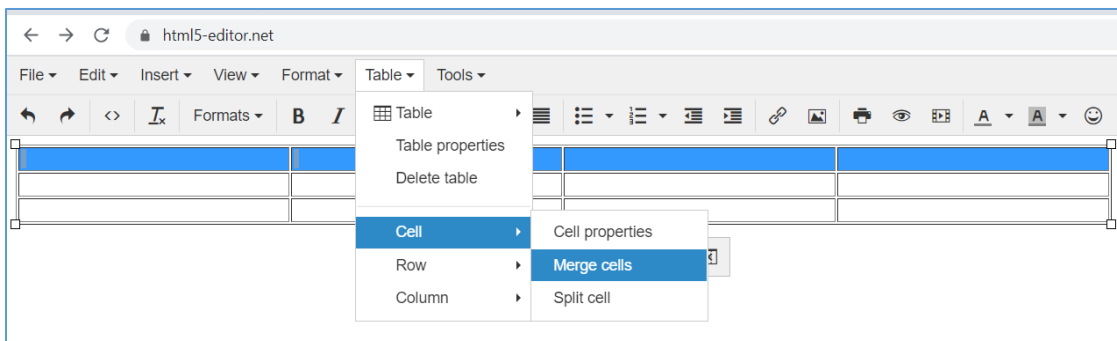 html5-editor.net
File Edit Insert View Format Table Tools
Formats B I A A
Table
Table properties
Delete table
Cell
Cell properties
Row
Merge cells
Column
Split cell